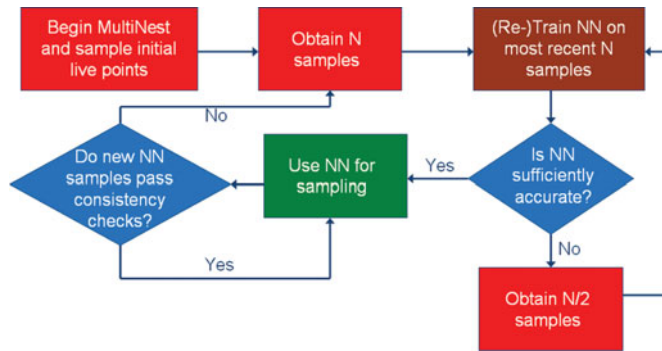 Begin MultiNest
and sample initial
live points
Obtain N
samples
(Re-)Train NN on
most recent N
samples
No
Do new NN
samples pass
consistency
checks?
Use NN for
sampling
Yes
Is NN
sufficiently
accurate?
Yes
No
Obtain N/2
samples